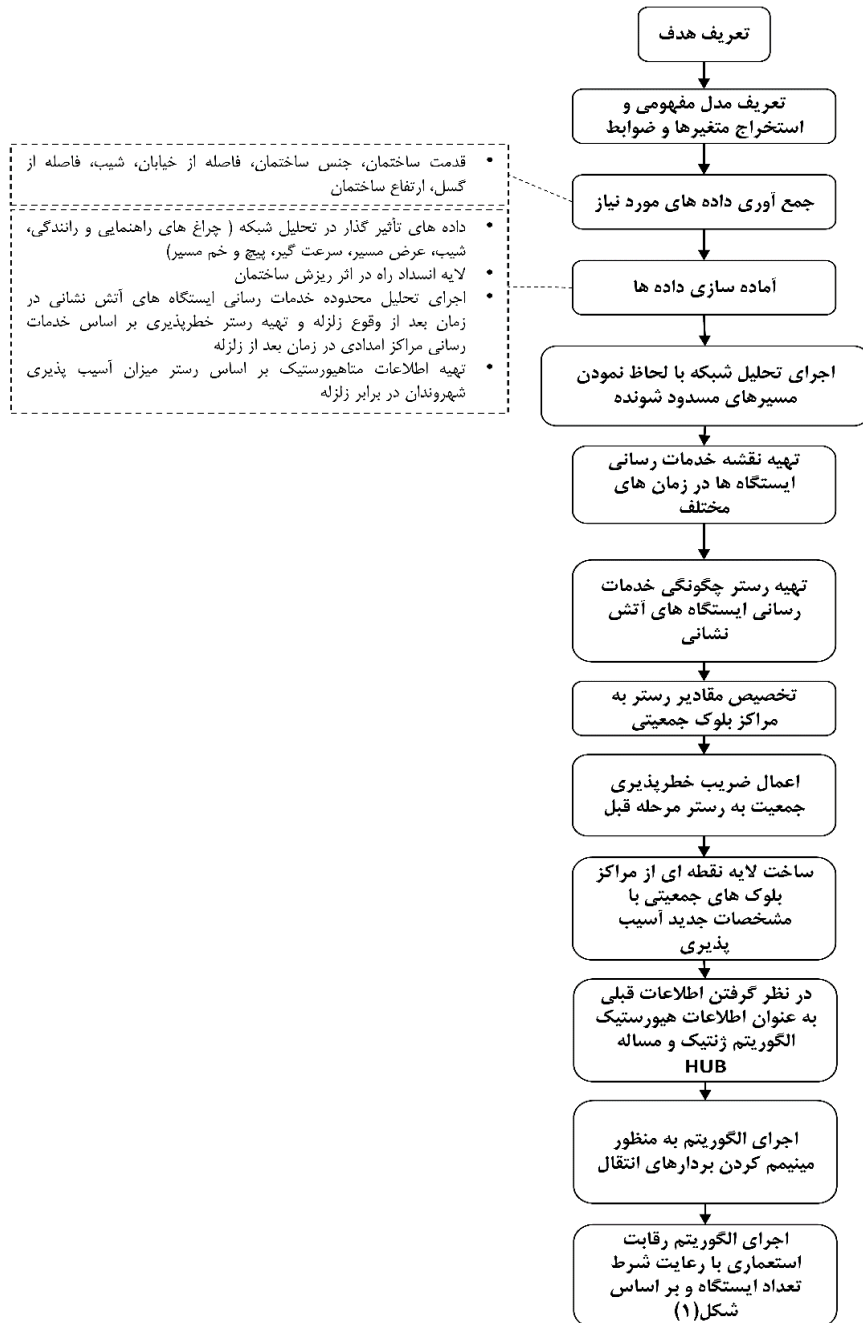 تعریف هدف
تعریف مدل مفهومی و
استخراج متغیرها و ضوابط
• قدمت ساختمان، جنس ساختمان، فاصله از خیابان، شیب، فاصله از
گسل، ارتفاع ساختمان
جمع آوری داده های مورد نیاز
• داده های تأثیر گذار در تحلیل شبکه ( چراغ های راهنمایی و رانندگی،
شیب، عرض مسیر، سرعت گیر، پیچ و خم مسیر)
• لایه انسداد راه در اثر ریزش ساختمان
• اجرای تحلیل محدوده خدمات رسانی ایستگاه های آتش نشانی در
زمان بعد از وقوع زلزله و تهیه رستر خطرپذیری بر اساس خدمات
رسانی مراکز امدادی در زمان بعد از زلزله
• تهیه اطلاعات متاهیورستیک بر اساس رستر میزان آسیب پذیری
شهروندان در برابر زلزله
آماده سازی داده ها
اجرای تحلیل شبکه با لحاظ نمودن
مسیرهای مسدود شونده
تهیه نقشه خدمات رسانی
ایستگاه ها در زمان های
مختلف
تهیه رستر چگونگی خدمات
رسانی ایستگاه های آتش
نشانی
تخصیص مقادیر رستر به
مراکز بلوک جمعیتی
اعمال ضریب خطرپذیری
جمعیت به رستر مرحله قبل
ساخت لایه نقطه ای از مراکز
بلوک های جمعیتی با
مشخصات جدید آسیب
پذیری
در نظر گرفتن اطلاعات قبلی
به عنوان اطلاعات هیورستیک
الگوریتم ژنتیک و مساله
HUB
اجرای الگوریتم به منظور
مینیمم کردن بردارهای انتقال
اجرای الگوریتم رقابت
استعماری با رعایت شرط
تعداد ایستگاه و بر اساس
شکل(۱)